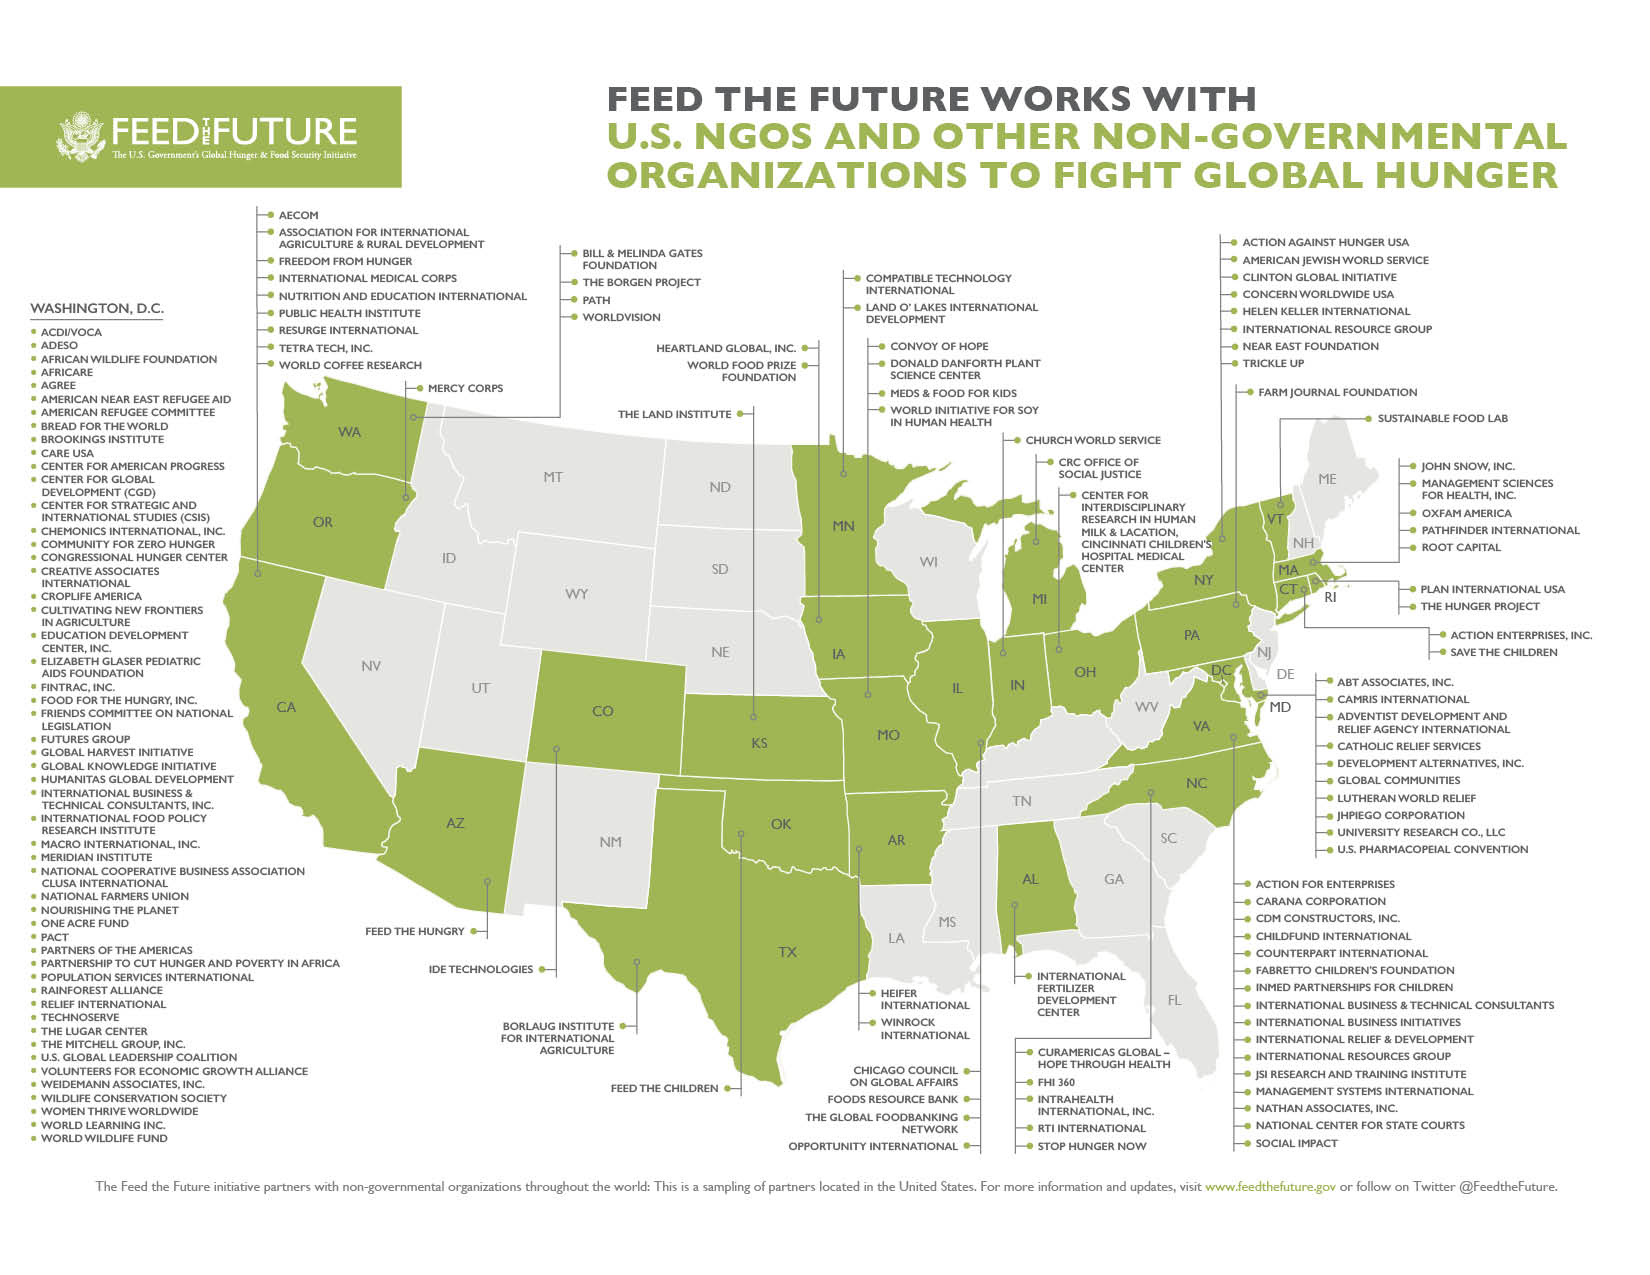 FEED THE FUTURE
The U.S. Government's Global Hunger & Food Security Initiative
FEED THE FUTURE WORKS WITH
U.S. NGOS AND OTHER NON-GOVERNMENTAL
ORGANIZATIONS TO FIGHT GLOBAL HUNGER
WASHINGTON, D.C.
ACDI/VOCA
ADESO
AFRICAN WILDLIFE FOUNDATION
AFRICARE
AGREE
AMERICAN NEAR EAST REFUGEE AID
AMERICAN REFUGEE COMMITTEE
BREAD FOR THE WORLD
BROOKINGS INSTITUTE
CARE USA
CENTER FOR AMERICAN PROGRESS
CENTER FOR GLOBAL
DEVELOPMENT (CGD)
CENTER FOR STRATEGIC AND
INTERNATIONAL STUDIES (CSIS)
CHEMONICS INTERNATIONAL, INC.
COMMUNITY FOR ZERO HUNGER
CONGRESSIONAL HUNGER CENTER
CREATIVE ASSOCIATES
INTERNATIONAL
CROPLIFE AMERICA
CULTIVATING NEW FRONTIERS
IN AGRICULTURE
EDUCATION DEVELOPMENT
CENTER, INC.
ELIZABETH GLASER PEDIATRIC
AIDS FOUNDATION
FINTRAC, INC.
FOOD FOR THE HUNGRY, INC.
FRIENDS COMMITTEE ON NATIONAL
LEGISLATION
FUTURES GROUP
GLOBAL HARVEST INITIATIVE
GLOBAL KNOWLEDGE INITIATIVE
HUMANITAS GLOBAL DEVELOPMENT
INTERNATIONAL BUSINESS &
TECHNICAL CONSULTANTS, INC.
INTERNATIONAL FOOD POLICY
RESEARCH INSTITUTE
MACRO INTERNATIONAL, INC.
MERIDIAN INSTITUTE
NATIONAL COOPERATIVE BUSINESS ASSOCIATION
CLUSA INTERNATIONAL
NATIONAL FARMERS UNION
NOURISHING THE PLANET
ONE ACRE FUND
PACT
PARTNERS OF THE AMERICAS
PARTNERSHIP TO CUT HUNGER AND POVERTY IN AFRICA
POPULATION SERVICES INTERNATIONAL
RAINFOREST ALLIANCE
RELIEF INTERNATIONAL
TECHNOSERVE
THE LUGAR CENTER
THE MITCHELL GROUP, INC.
U.S. GLOBAL LEADERSHIP COALITION
VOLUNTEERS FOR ECONOMIC GROWTH ALLIANCE
WEIDEMANN ASSOCIATES, INC.
WILDLIFE CONSERVATION SOCIETY
WOMEN THRIVE WORLDWIDE
WORLD LEARNING INC.
WORLD WILDLIFE FUND
AECOM
ASSOCIATION FOR INTERNATIONAL
AGRICULTURE & RURAL DEVELOPMENT
FREEDOM FROM HUNGER
INTERNATIONAL MEDICAL CORPS
NUTRITION AND EDUCATION INTERNATIONAL
PUBLIC HEALTH INSTITUTE
RESURGE INTERNATIONAL
TETRA TECH, INC.
WORLD COFFEE RESEARCH
MERCY CORPS
BILL & MELINDA GATES
FOUNDATION
THE BORGEN PROJECT
PATH
WORLDVISION
HEARTLAND GLOBAL, INC.
WORLD FOOD PRIZE
FOUNDATION
THE LAND INSTITUTE
COMPATIBLE TECHNOLOGY
INTERNATIONAL
LAND O' LAKES INTERNATIONAL
DEVELOPMENT
CONVOY OF HOPE
DONALD DANFORTH PLANT
SCIENCE CENTER
MEDS & FOOD FOR KIDS
WORLD INITIATIVE FOR SOY
IN HUMAN HEALTH
CHURCH WORLD SERVICE
CRC OFFICE OF
SOCIAL JUSTICE
CENTER FOR
INTERDISCIPLINARY
RESEARCH IN HUMAN
MILK & LACATION,
CINCINNATI CHILDREN'S
HOSPITAL MEDICAL
CENTER
ACTION AGAINST HUNGER USA
AMERICAN JEWISH WORLD SERVICE
CLINTON GLOBAL INITIATIVE
CONCERN WORLDWIDE USA
HELEN KELLER INTERNATIONAL
INTERNATIONAL RESOURCE GROUP
NEAR EAST FOUNDATION
TRICKLE UP
FARM JOURNAL FOUNDATION
SUSTAINABLE FOOD LAB
JOHN SNOW, INC.
MANAGEMENT SCIENCES
FOR HEALTH, INC.
OXFAM AMERICA
PATHFINDER INTERNATIONAL
ROOT CAPITAL
PLAN INTERNATIONAL USA
THE HUNGER PROJECT
ACTION ENTERPRISES, INC.
SAVE THE CHILDREN
ABT ASSOCIATES, INC.
CAMRIS INTERNATIONAL
ADVENTIST DEVELOPMENT AND
RELIEF AGENCY INTERNATIONAL
CATHOLIC RELIEF SERVICES
DEVELOPMENT ALTERNATIVES, INC.
GLOBAL COMMUNITIES
LUTHERAN WORLD RELIEF
JHPIEGO CORPORATION
UNIVERSITY RESEARCH CO., LLC
U.S. PHARMACOPEIAL CONVENTION
ACTION FOR ENTERPRISES
CARANA CORPORATION
CDM CONSTRUCTORS, INC.
CHILDFUND INTERNATIONAL
COUNTERPART INTERNATIONAL
FABRETTO CHILDREN'S FOUNDATION
INMED PARTNERSHIPS FOR CHILDREN
INTERNATIONAL BUSINESS & TECHNICAL CONSULTANTS
INTERNATIONAL BUSINESS INITIATIVES
INTERNATIONAL RELIEF & DEVELOPMENT
INTERNATIONAL RESOURCES GROUP
JSI RESEARCH AND TRAINING INSTITUTE
MANAGEMENT SYSTEMS INTERNATIONAL
NATHAN ASSOCIATES, INC.
NATIONAL CENTER FOR STATE COURTS
SOCIAL IMPACT
WA
OR
CA
ID
NV
MT
WY
UT
AZ
CO
NM
ND
SD
NE
KS
OK
TX
MN
IA
MO
AR
LA
WI
IL
IN
MI
OH
TN
MS
AL
GA
FL
SC
NC
VA
WV
PA
NY
VT
NH
ME
MA
CT
RI
NJ
DE
DC
MD
FEED THE HUNGRY
IDE TECHNOLOGIES
BORLAUG INSTITUTE
FOR INTERNATIONAL
AGRICULTURE
FEED THE CHILDREN
HEIFER
INTERNATIONAL
WINROCK
INTERNATIONAL
CHICAGO COUNCIL
ON GLOBAL AFFAIRS
FOODS RESOURCE BANK
THE GLOBAL FOODBANKING
NETWORK
OPPORTUNITY INTERNATIONAL
INTERNATIONAL
FERTILIZER
DEVELOPMENT
CENTER
CURAMERICAS GLOBAL –
HOPE THROUGH HEALTH
FHI 360
INTRAHEALTH
INTERNATIONAL, INC.
RTI INTERNATIONAL
STOP HUNGER NOW
The Feed the Future initiative partners with non-governmental organizations throughout the world: This is a sampling of partners located in the United States. For more information and updates, visit www.feedthefuture.gov or follow on Twitter @FeedtheFuture.